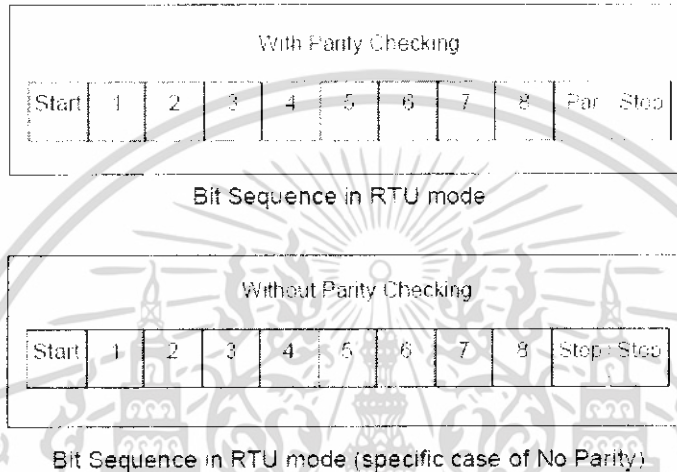 With Parity Checking
Start 1 2 3 4 5 6 7 8 Par Stop
Bit Sequence in RTU mode
Without Parity Checking
Start 1 2 3 4 5 6 7 8 Stop Stop
Bit Sequence in RTU mode (specific case of No Parity)